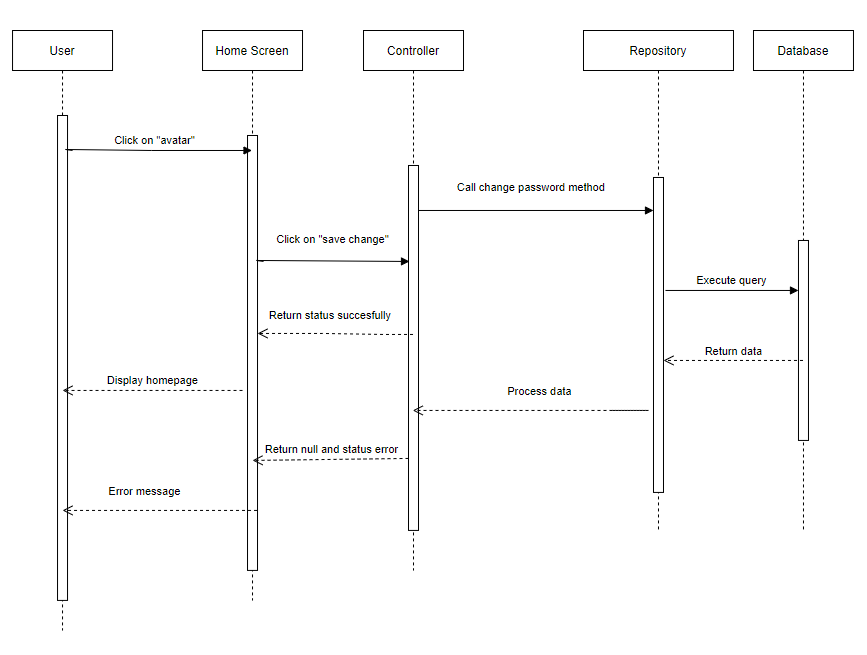 User
Home Screen
Controller
Repository
Database
Click on "avatar"
Call change password method
Click on "save change"
Execute query
Return status succesfully
Return data
Display homepage
Process data
Return null and status error
Error message